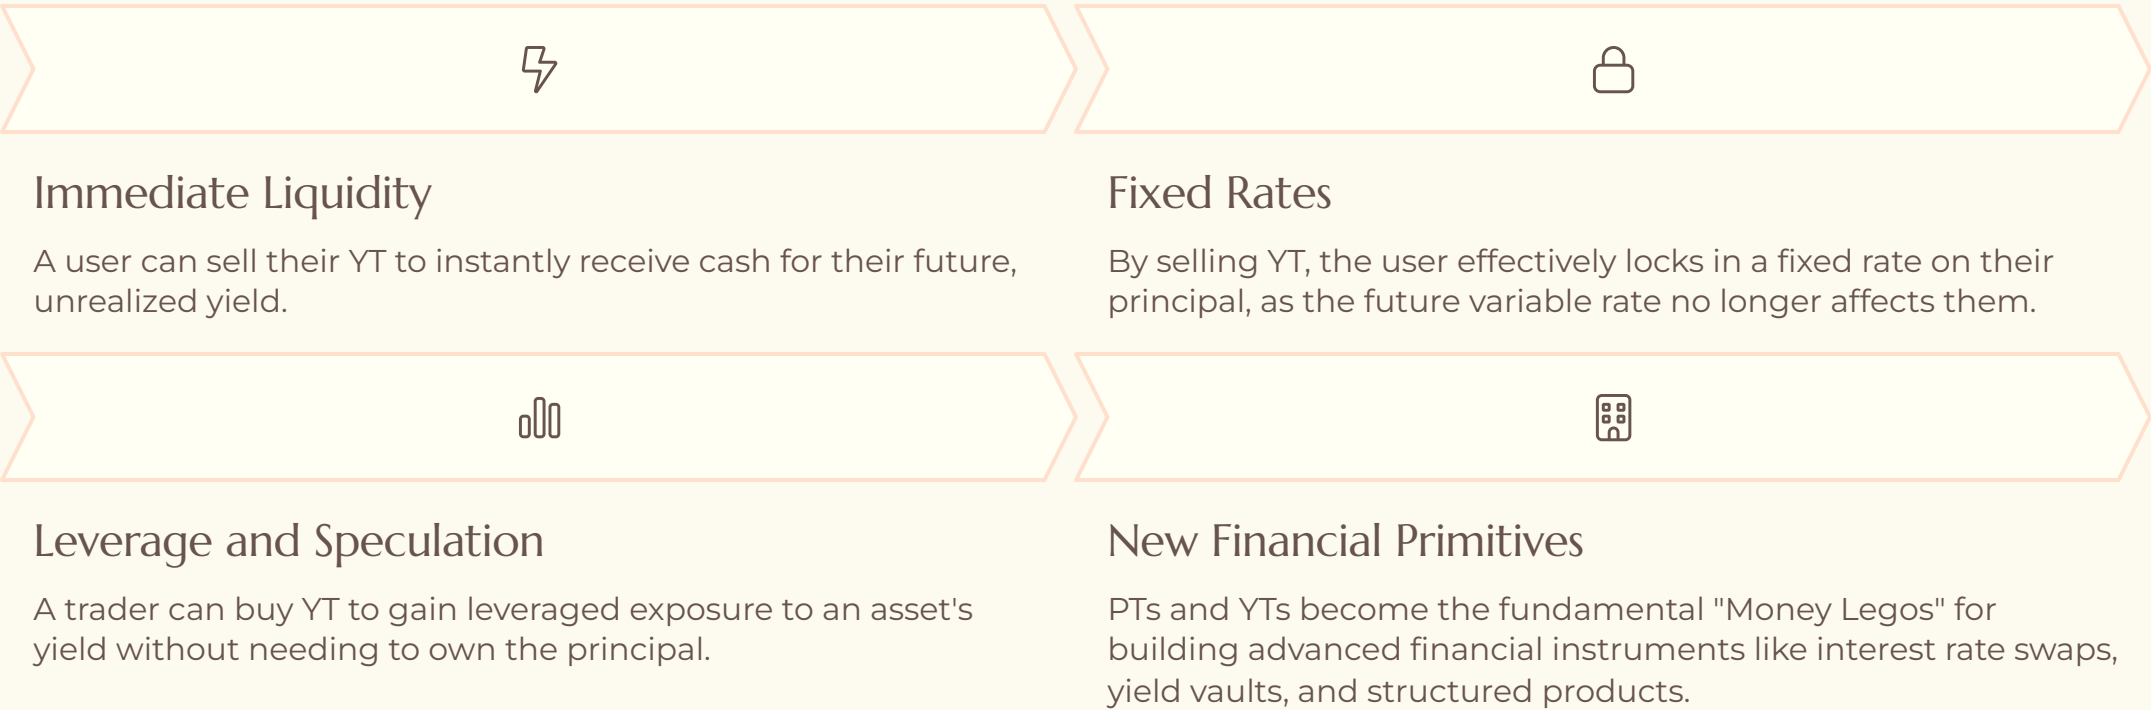 Immediate Liquidity
A user can sell their YT to instantly receive cash for their future,
unrealized yield.
Fixed Rates
By selling YT, the user effectively locks in a fixed rate on their
principal, as the future variable rate no longer affects them.
Leverage and Speculation
A trader can buy YT to gain leveraged exposure to an asset's
yield without needing to own the principal.
New Financial Primitives
PTs and YTs become the fundamental "Money Legos" for
building advanced financial instruments like interest rate swaps,
yield vaults, and structured products.